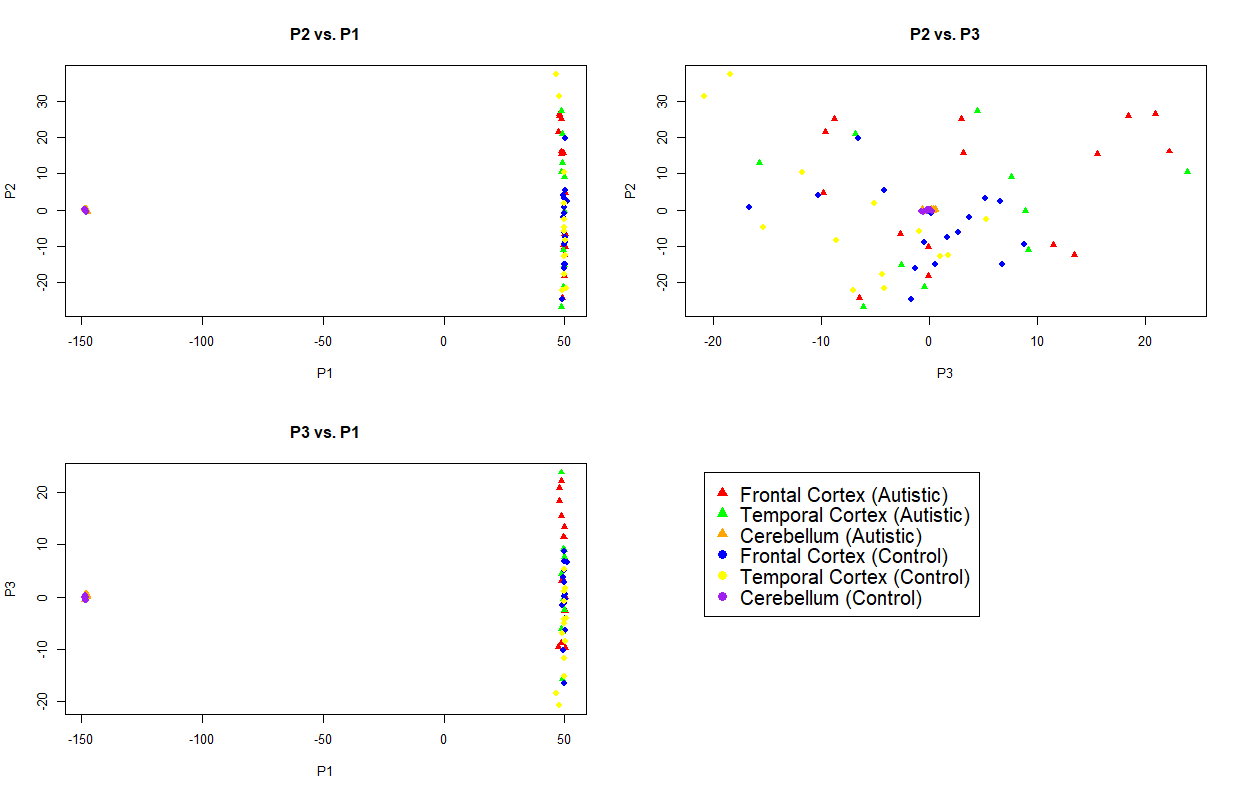 P2 vs. P1
P2
30
20
10
0
-10
-20
-150 -100 -50 0 50
P1
P2 vs. P3
P2
30
20
10
0
-10
-20
-20 -10 0 10 20
P3
P3 vs. P1
P3
20
10
0
-10
-20
-150 -100 -50 0 50
P1
Frontal Cortex (Autistic)
Temporal Cortex (Autistic)
Cerebellum (Autistic)
Frontal Cortex (Control)
Temporal Cortex (Control)
Cerebellum (Control)